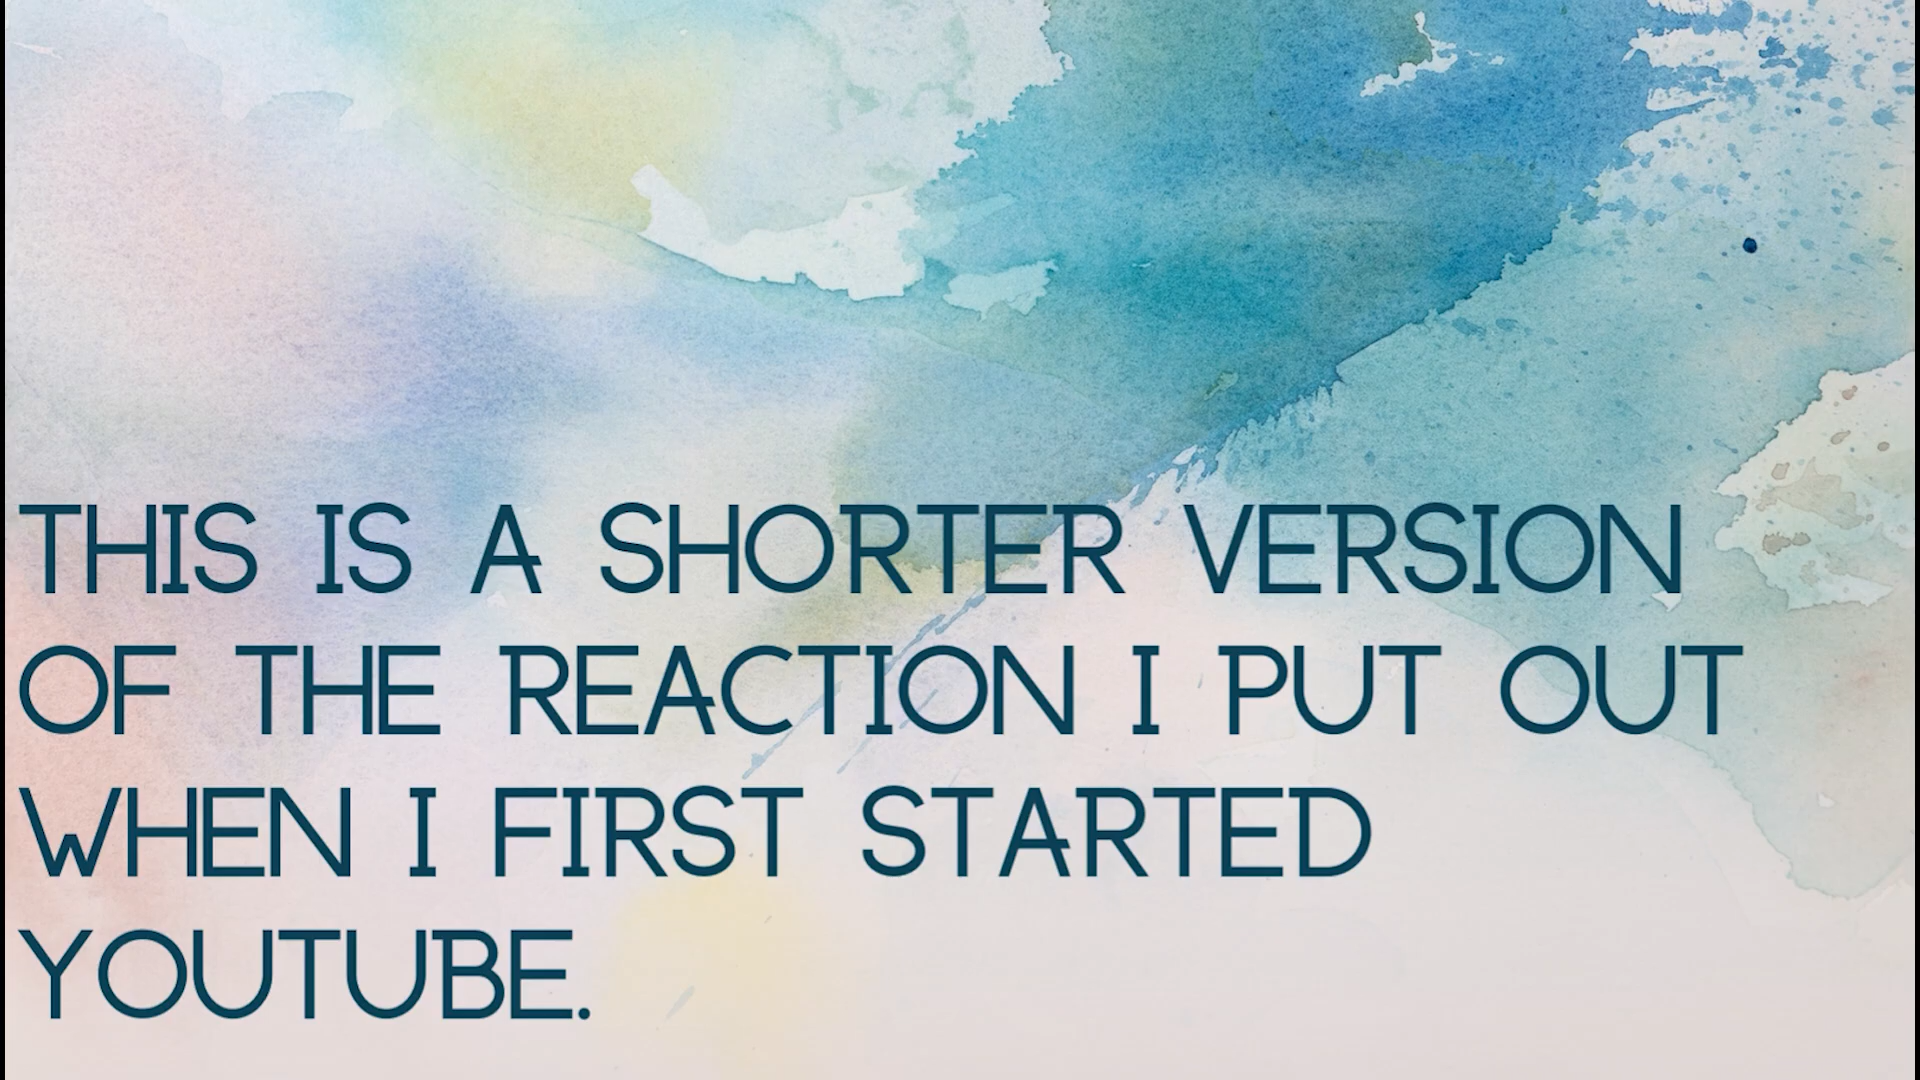 THIS IS A SHORTER VERSION
OF THE REACTION I PUT OUT
WHEN I FIRST STARTED
YOUTUBE.